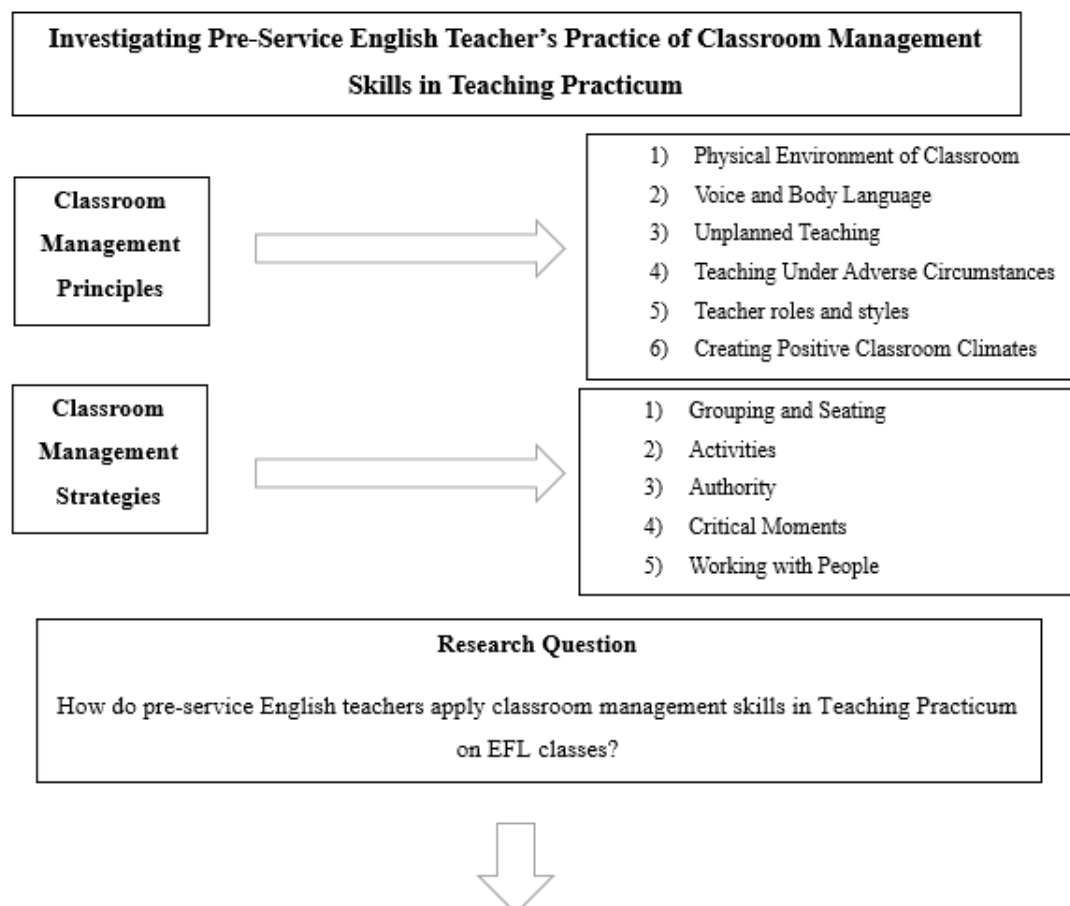 Investigating Pre-Service English Teacher’s Practice of Classroom Management
Skills in Teaching Practicum
Classroom
Management
Principles
1) Physical Environment of Classroom
2) Voice and Body Language
3) Unplanned Teaching
4) Teaching Under Adverse Circumstances
5) Teacher roles and styles
6) Creating Positive Classroom Climates
Classroom
Management
Strategies
1) Grouping and Seating
2) Activities
3) Authority
4) Critical Moments
5) Working with People
Research Question
How do pre-service English teachers apply classroom management skills in Teaching Practicum
on EFL classes?